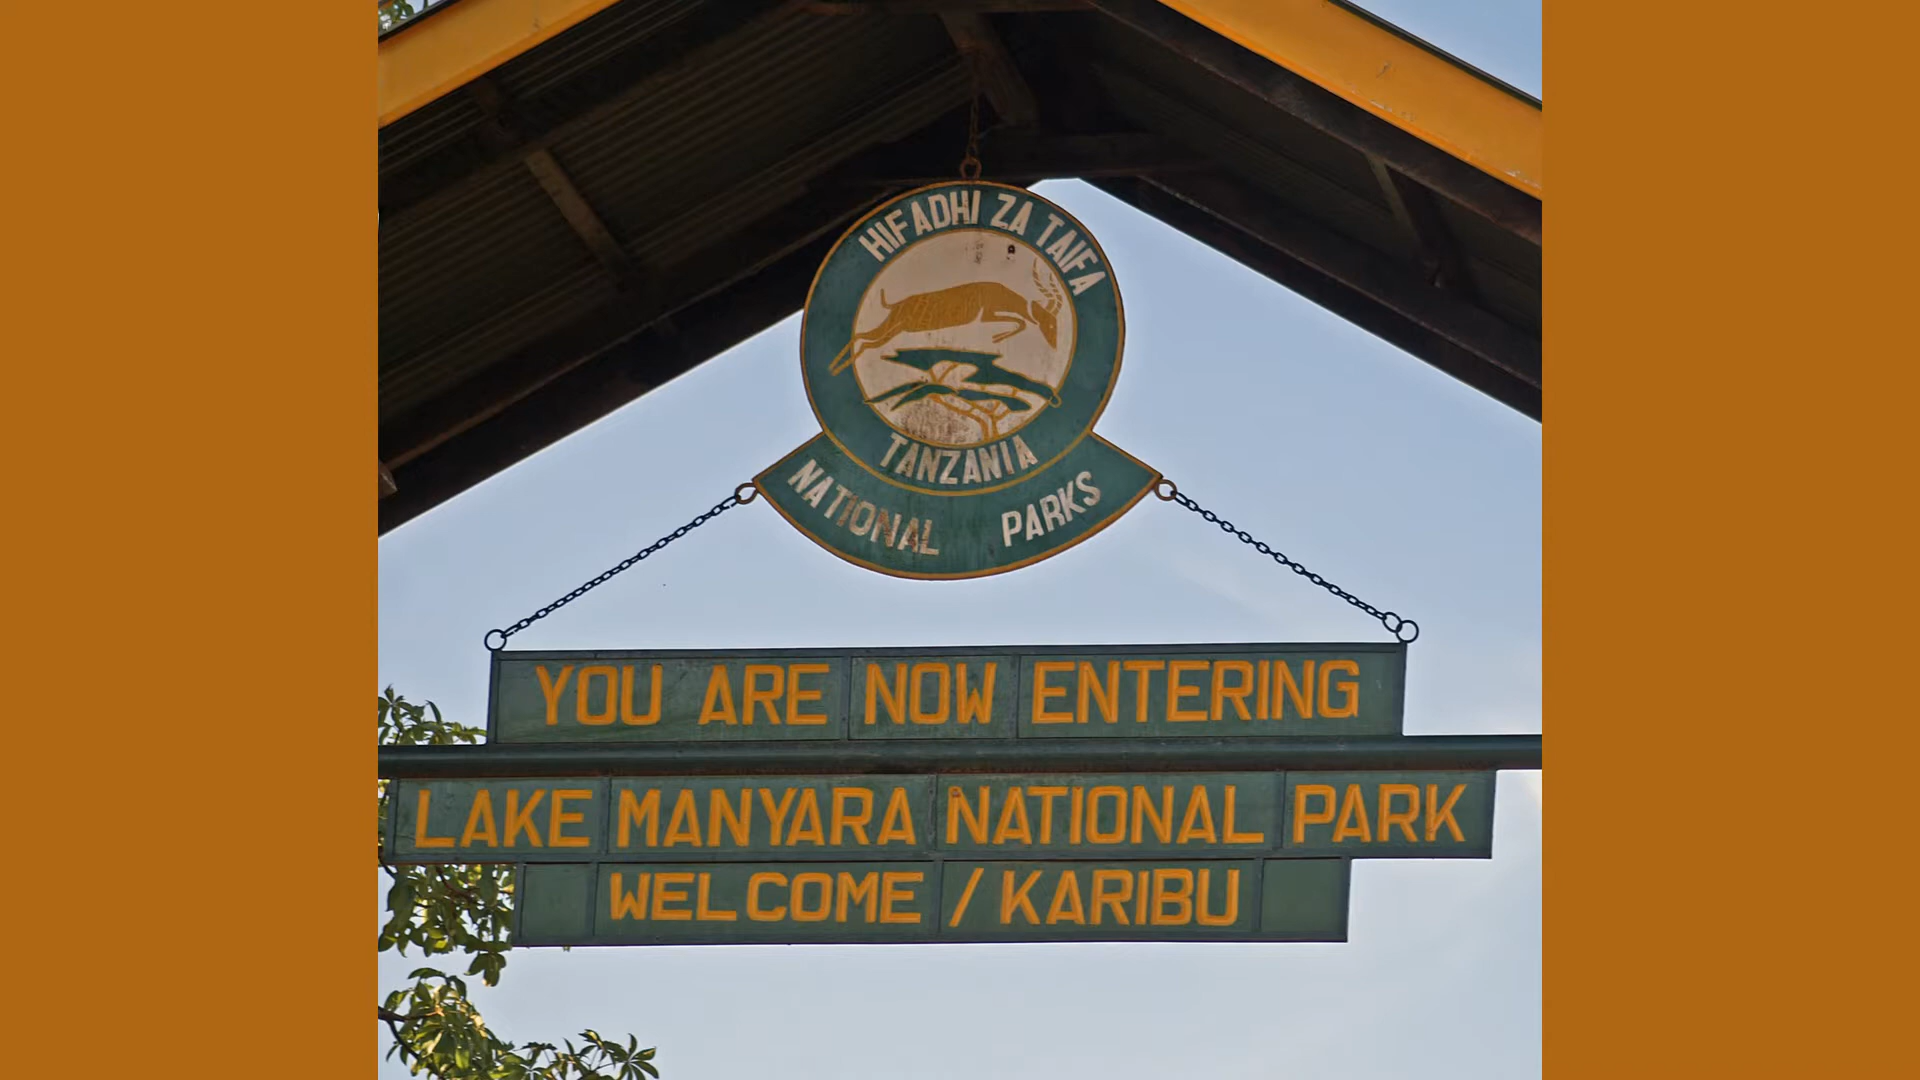 HIFADHI ZA TAIFA
TANZANIA
NATIONAL PARKS
YOU ARE NOW ENTERING
LAKE MANYARA NATIONAL PARK
WELCOME / KARIBU